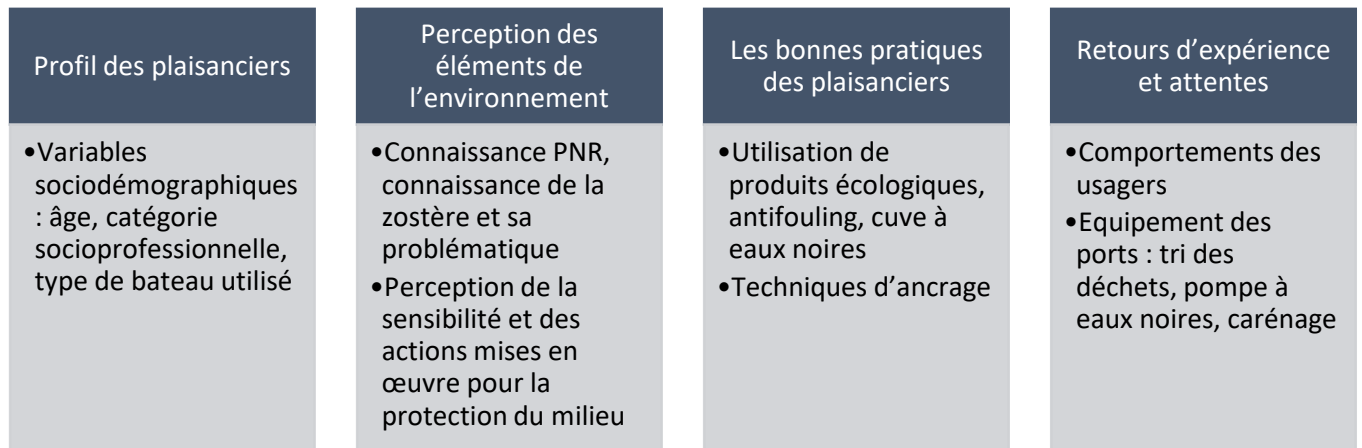 Profil des plaisanciers
•Variables
sociodémographiques
: âge, catégorie
socioprofessionnelle,
type de bateau utilisé
Perception des
éléments de
l’environnement
•Connaissance PNR,
connaissance de la
zostère et sa
problématique
•Perception de la
sensibilité et des
actions mises en
œuvre pour la
protection du milieu
Les bonnes pratiques
des plaisanciers
•Utilisation de
produits écologiques,
antifouling, cuve à
eaux noires
•Techniques d’ancrage
Retours d’expérience
et attentes
•Comportements des
usagers
•Equipement des
ports : tri des
déchets, pompe à
eaux noires, carénage